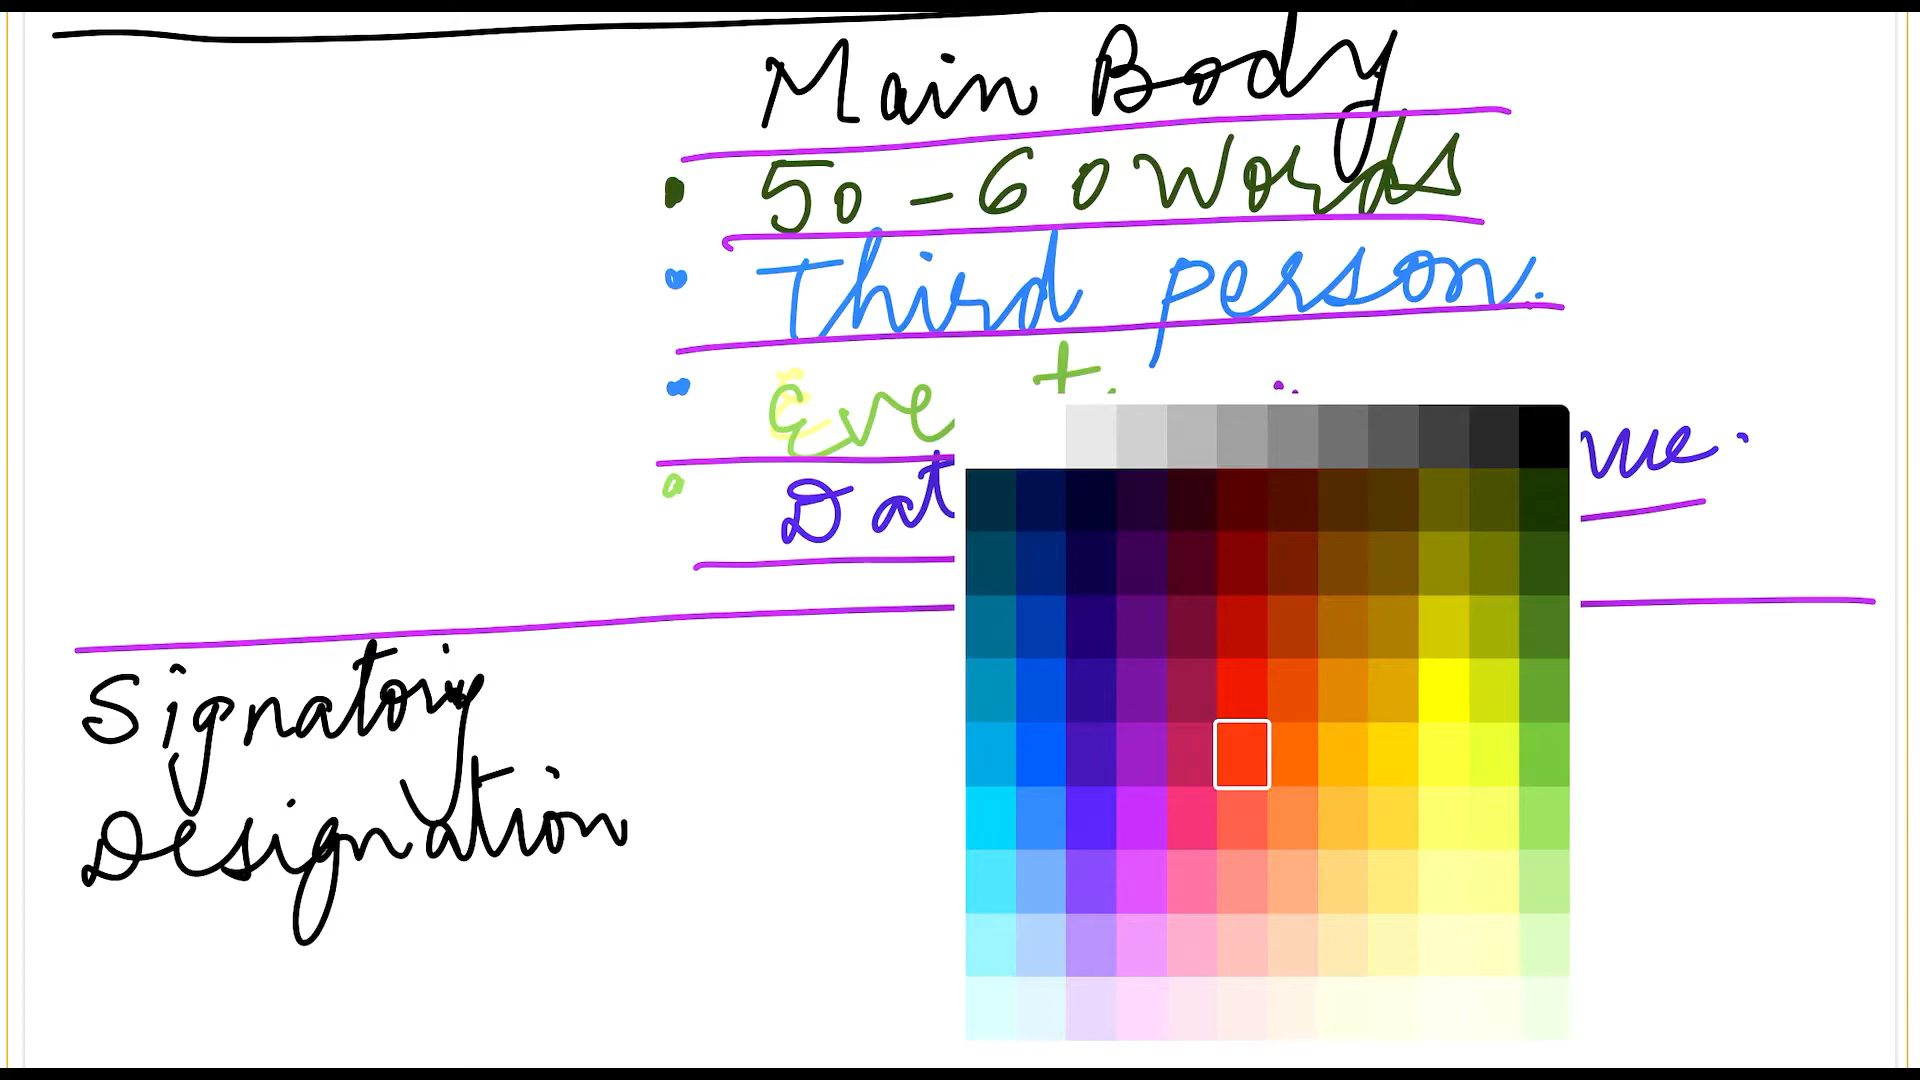 Main Body
• 50-60 Words
• Third person.
• Eve
• Dat
Signatory
Designation